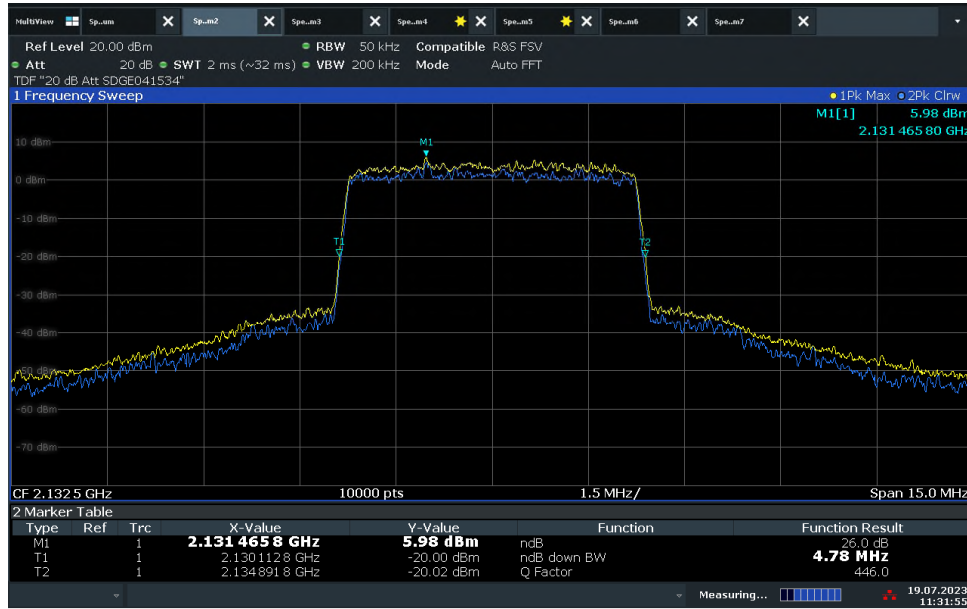 MultiView Sp..um Sp..m2 Spe..m3 Spe..m4 Spe..m5 Spe..m6 Spe..m7
Ref Level 20.00 dBm RBW 50 kHz Compatible R&S FSV
Att 20 dB SWT 2 ms (~32 ms) VBW 200 kHz Mode Auto FFT
TDF "20 dB Att SDGE041534"
1 Frequency Sweep 1Pk Max 2Pk Clrw
M1[1] 5.98 dBm
2.131 465 80 GHz
10 dBm
M1
0 dBm
-10 dBm
T1 T2
-20 dBm
-30 dBm
-40 dBm
-50 dBm
-60 dBm
-70 dBm
CF 2.132 5 GHz 10000 pts 1.5 MHz/ Span 15.0 MHz
2 Marker Table
Type Ref Trc X-Value Y-Value Function Function Result
M1 1 2.131 465 8 GHz 5.98 dBm ndB 26.0 dB
T1 1 2.130 112 8 GHz -20.00 dBm ndB down BW 4.78 MHz
T2 1 2.134 891 8 GHz -20.02 dBm Q Factor 446.0
Measuring... 19.07.2023
11:31:55